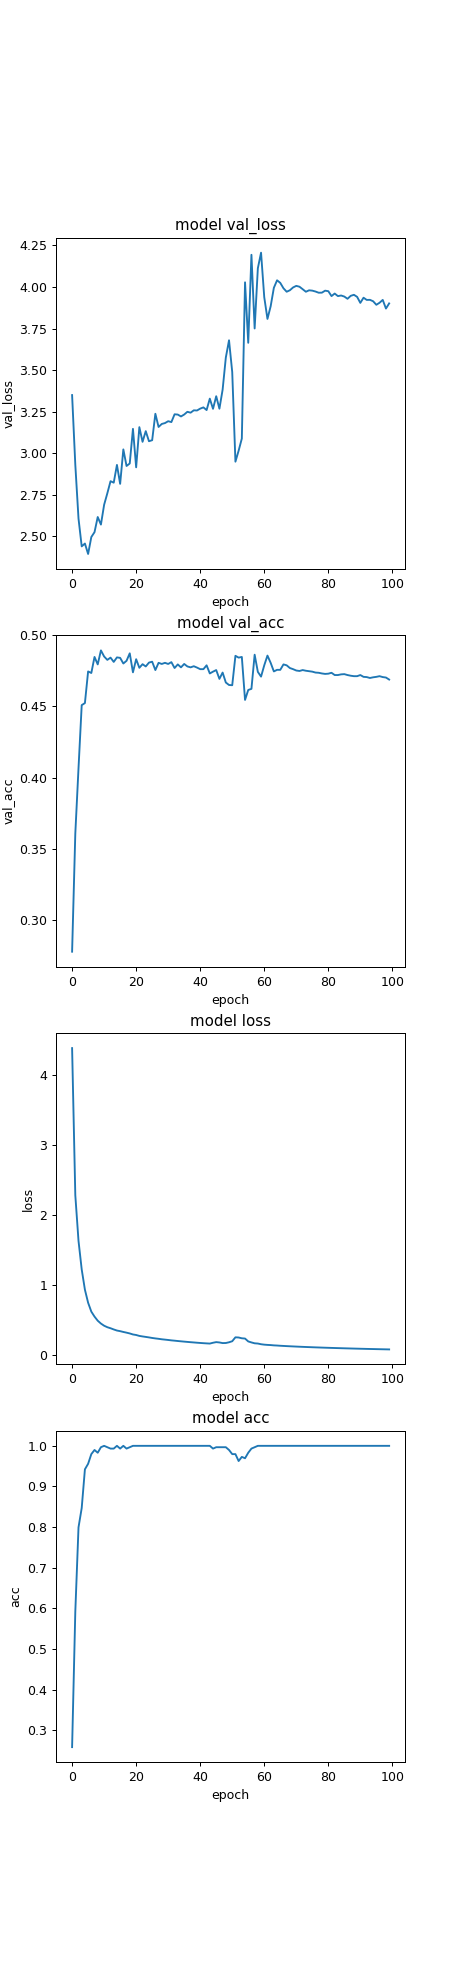 model val_loss
4.25
4.00
3.75
3.50
3.25
3.00
2.75
2.50
val_loss
0 20 40 60 80 100
epoch
model val_acc
0.50
0.45
0.40
0.35
0.30
val_acc
0 20 40 60 80 100
epoch
model loss
4
3
2
1
0
loss
0 20 40 60 80 100
epoch
model acc
1.0
0.9
0.8
0.7
0.6
0.5
0.4
0.3
acc
0 20 40 60 80 100
epoch